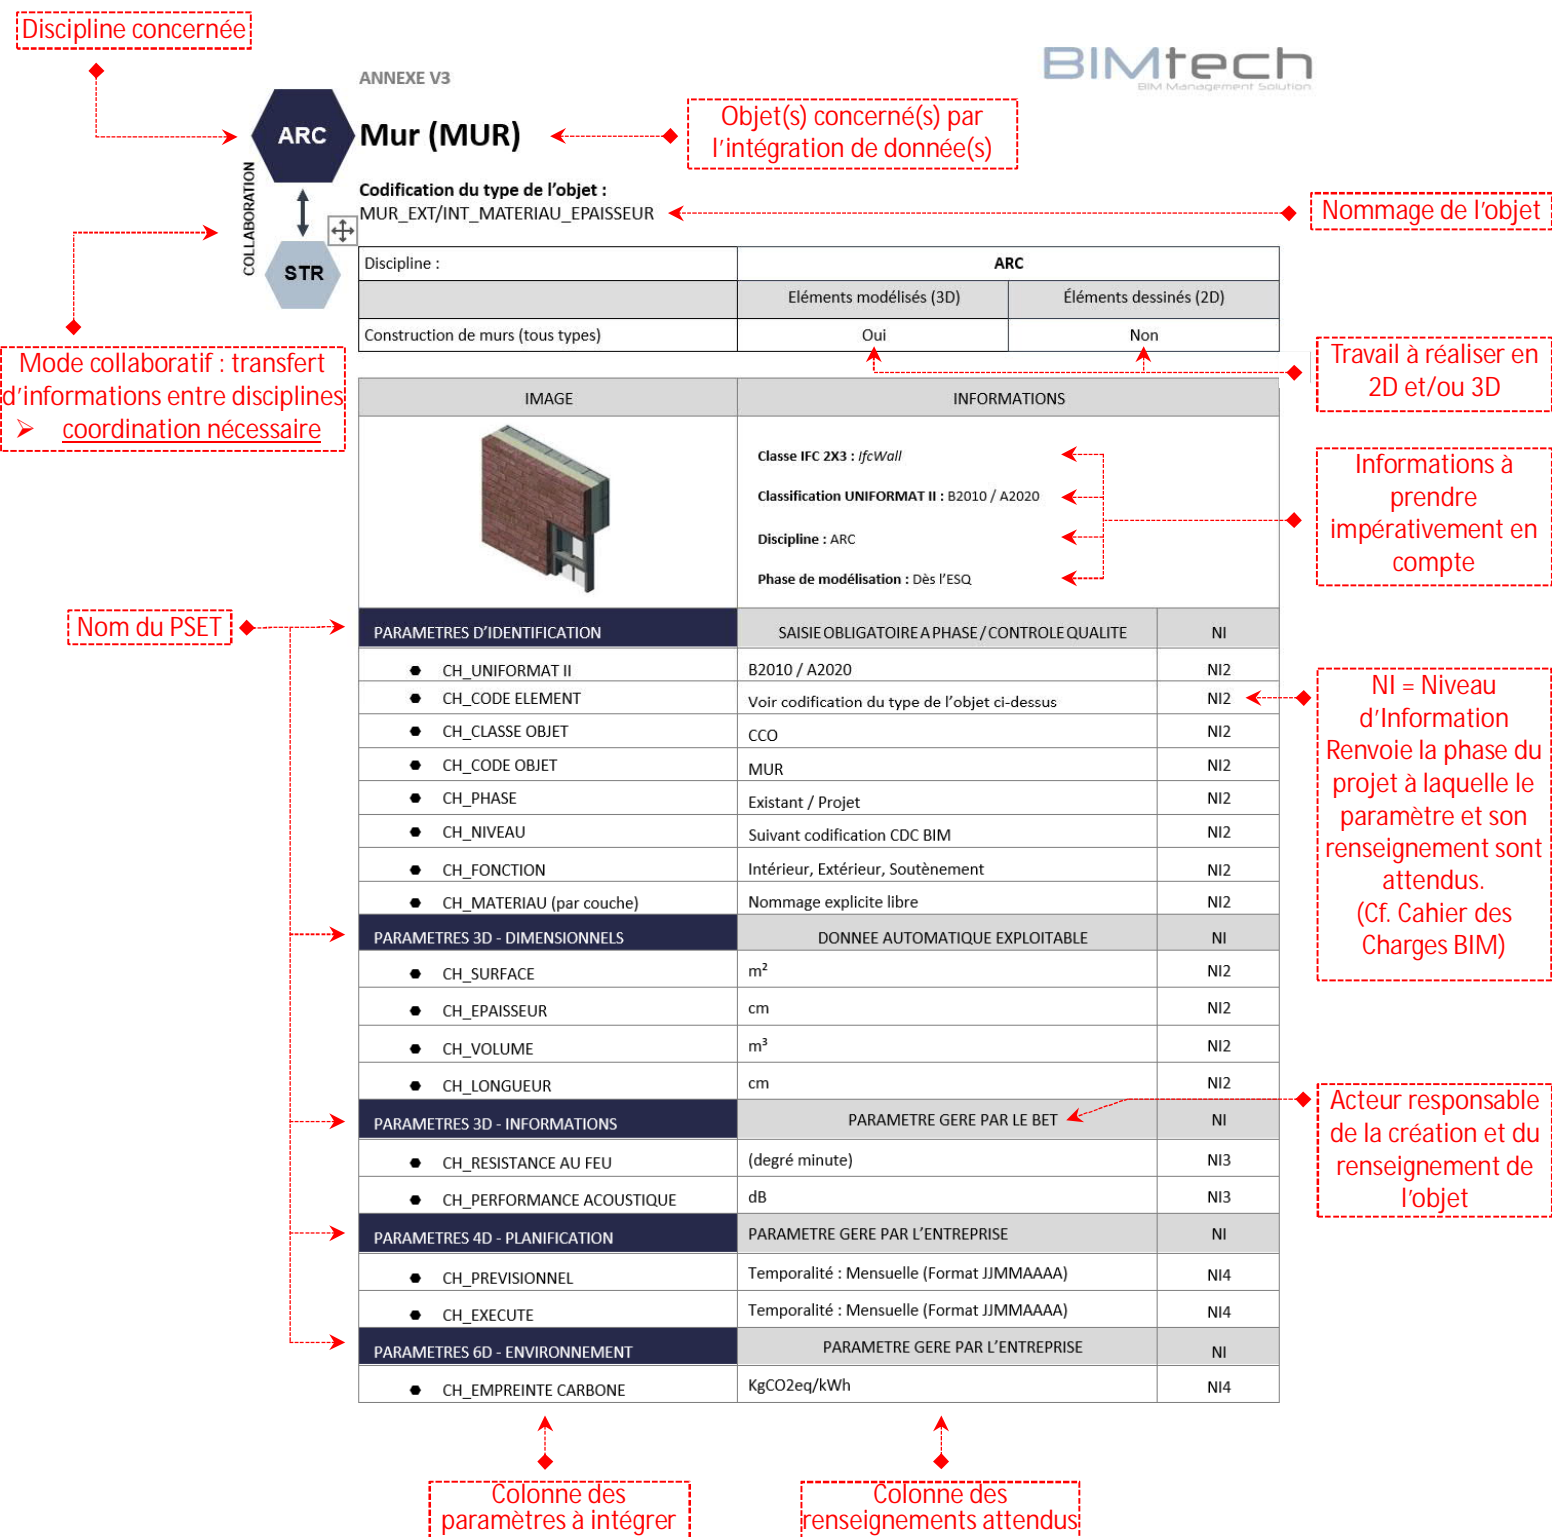 Discipline concernée
BIMtech
BIM Management Solution
ANNEXE V3
ARC
Mur (MUR)
Objet(s) concerné(s) par
l'intégration de donnée(s)
COLLABORATION
Codification du type de l'objet :
MUR_EXT/INT_MATERIAU_EPAISSEUR
Nommage de l'objet
STR
Discipline : ARC
Eléments modélisés (3D) Éléments dessinés (2D)
Construction de murs (tous types) Oui Non
Mode collaboratif : transfert
d'informations entre disciplines
➢ coordination nécessaire
Travail à réaliser en
2D et/ou 3D
IMAGE INFORMATIONS
Classe IFC 2X3 : IfcWall
Classification UNIFORMAT II : B2010 / A2020
Discipline : ARC
Phase de modélisation : Dès l'ESQ
Informations à
prendre
impérativement en
compte
Nom du PSET
PARAMETRES D'IDENTIFICATION SAISIE OBLIGATOIRE A PHASE / CONTROLE QUALITE NI
● CH_UNIFORMAT II B2010 / A2020 NI2
● CH_CODE ELEMENT Voir codification du type de l'objet ci-dessus NI2
● CH_CLASSE OBJET CCO NI2
● CH_CODE OBJET MUR NI2
● CH_PHASE Existant / Projet NI2
● CH_NIVEAU Suivant codification CDC BIM NI2
● CH_FONCTION Intérieur, Extérieur, Soutènement NI2
● CH_MATERIAU (par couche) Nommage explicite libre NI2
NI = Niveau
d'Information
Renvoie la phase du
projet à laquelle le
paramètre et son
renseignement sont
attendus.
(Cf. Cahier des
Charges BIM)
PARAMETRES 3D - DIMENSIONNELS DONNEE AUTOMATIQUE EXPLOITABLE NI
● CH_SURFACE m² NI2
● CH_EPAISSEUR cm NI2
● CH_VOLUME m³ NI2
● CH_LONGUEUR cm NI2
PARAMETRES 3D - INFORMATIONS PARAMETRE GERE PAR LE BET NI
● CH_RESISTANCE AU FEU (degré minute) NI3
● CH_PERFORMANCE ACOUSTIQUE dB NI3
Acteur responsable
de la création et du
renseignement de
l'objet
PARAMETRES 4D - PLANIFICATION PARAMETRE GERE PAR L'ENTREPRISE NI
● CH_PREVISIONNEL Temporalité : Mensuelle (Format JJMMAAAA) NI4
● CH_EXECUTE Temporalité : Mensuelle (Format JJMMAAAA) NI4
PARAMETRES 6D - ENVIRONNEMENT PARAMETRE GERE PAR L'ENTREPRISE NI
● CH_EMPREINTE CARBONE KgCO2eq/kWh NI4
Colonne des
paramètres à intégrer
Colonne des
renseignements attendus